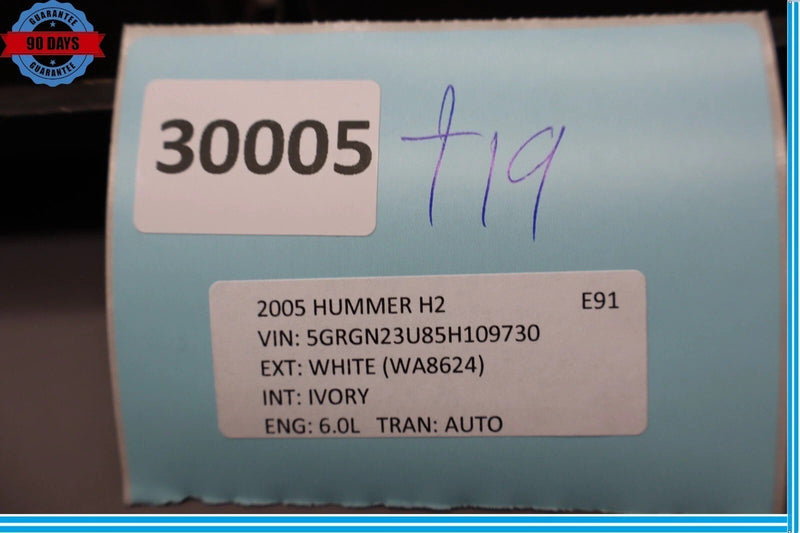 GUARANTEE
90 DAYS
GUARANTEE
30005
t19
2005 HUMMER H2 E91
VIN: 5GRGN23U85H109730
EXT: WHITE (WA8624)
INT: IVORY
ENG: 6.0L TRAN: AUTO